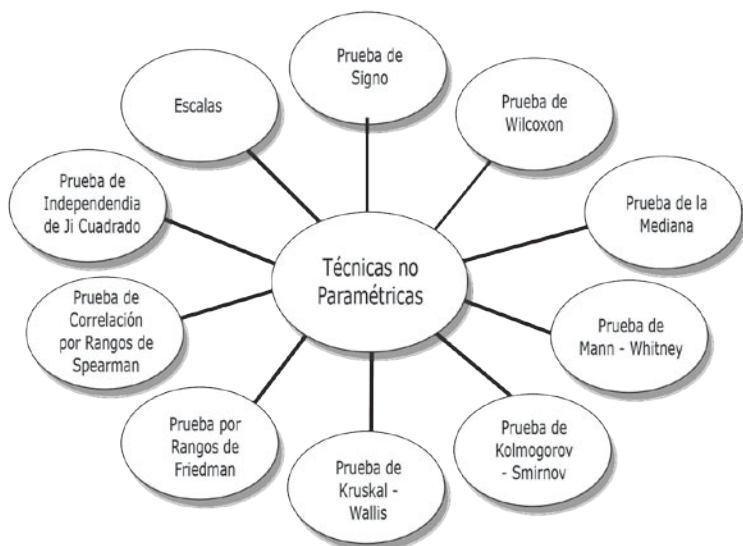 Técnicas no
Paramétricas
Prueba de
Signo
Prueba de
Wilcoxon
Prueba de la
Mediana
Prueba de
Mann - Whitney
Prueba de
Kolmogorov
- Smirnov
Prueba de
Kruskal -
Wallis
Prueba por
Rangos de
Friedman
Prueba de
Correlación
por Rangos de
Spearman
Prueba de
Independendia
de Ji Cuadrado
Escalas